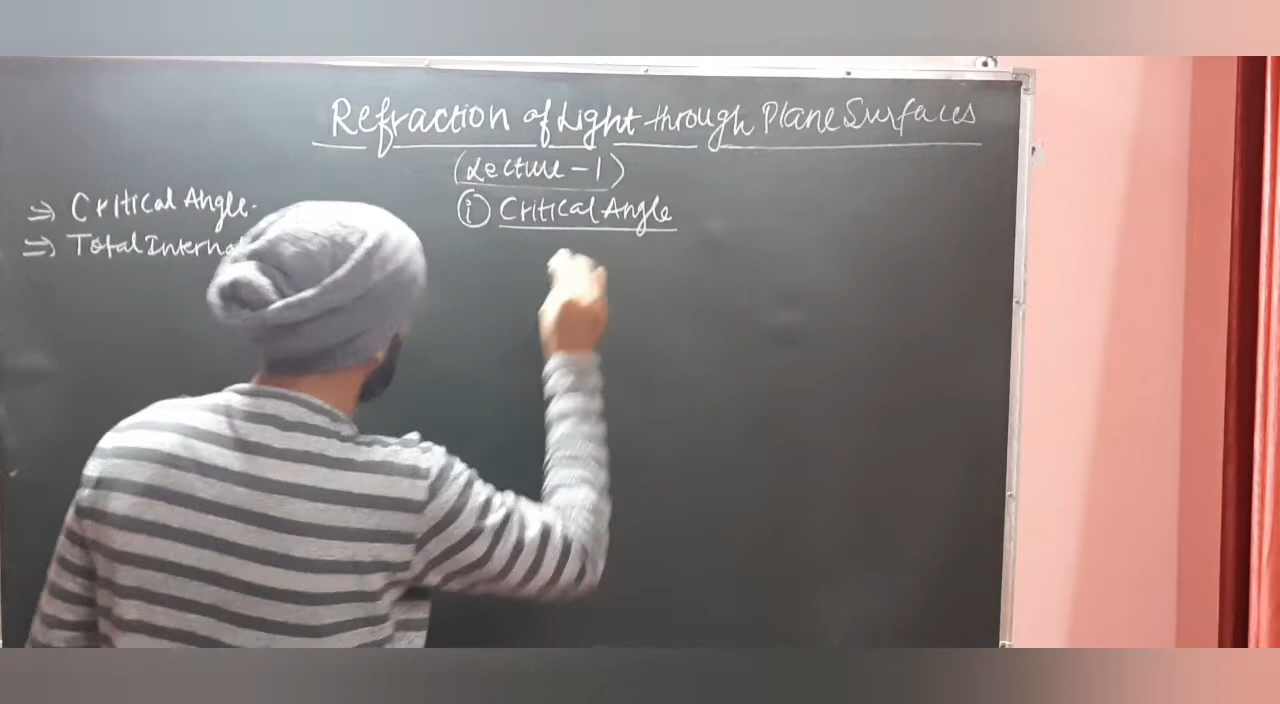 Refraction of Light through Plane Surfaces
(Lecture-1)
⇒ Critical Angle.
⇒ Total Interna
(i) Critical Angle